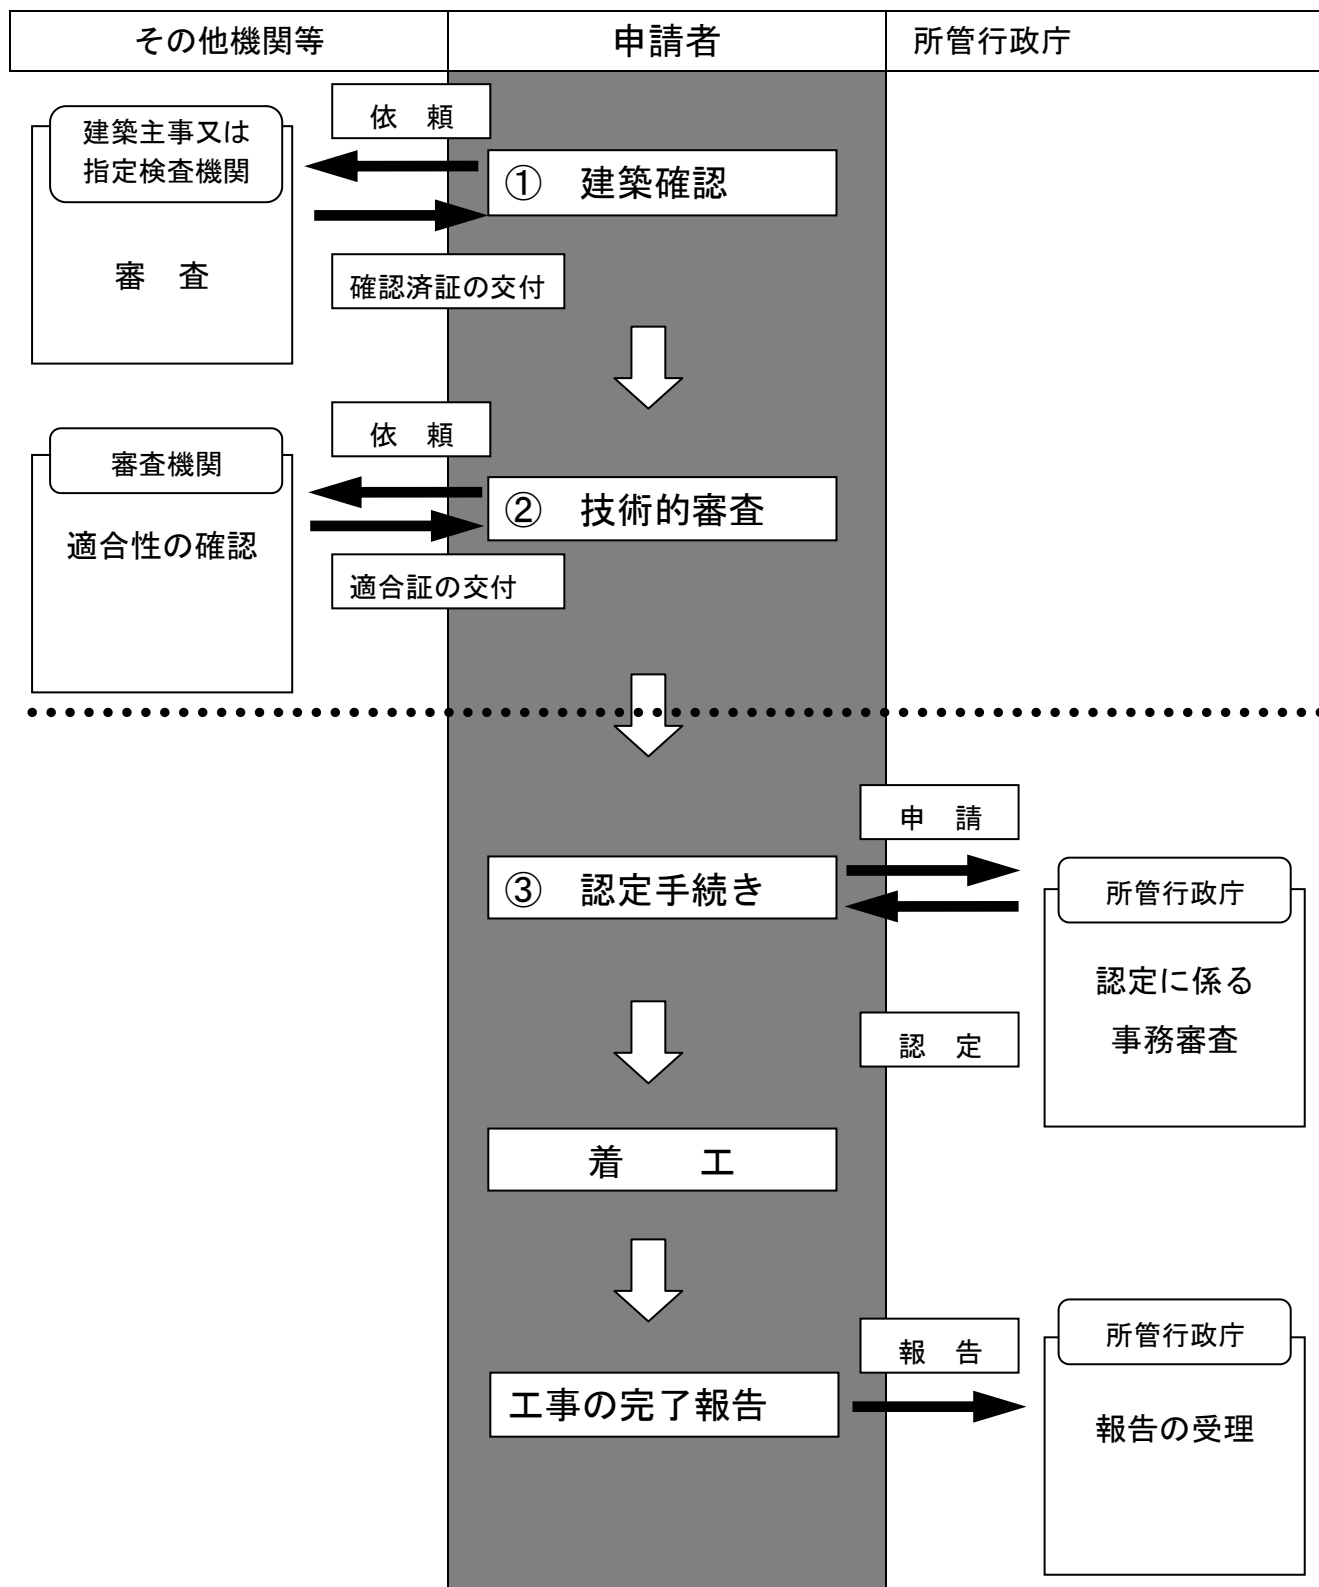 その他機関等
申請者
所管行政庁
依　頼
建築主事又は
指定検査機関
①　建築確認
審　査
確認済証の交付
依　頼
審査機関
②　技術的審査
適合性の確認
適合証の交付
申　請
③　認定手続き
所管行政庁
認定に係る
事務審査
認　定
着　　工
報　告
所管行政庁
工事の完了報告
報告の受理